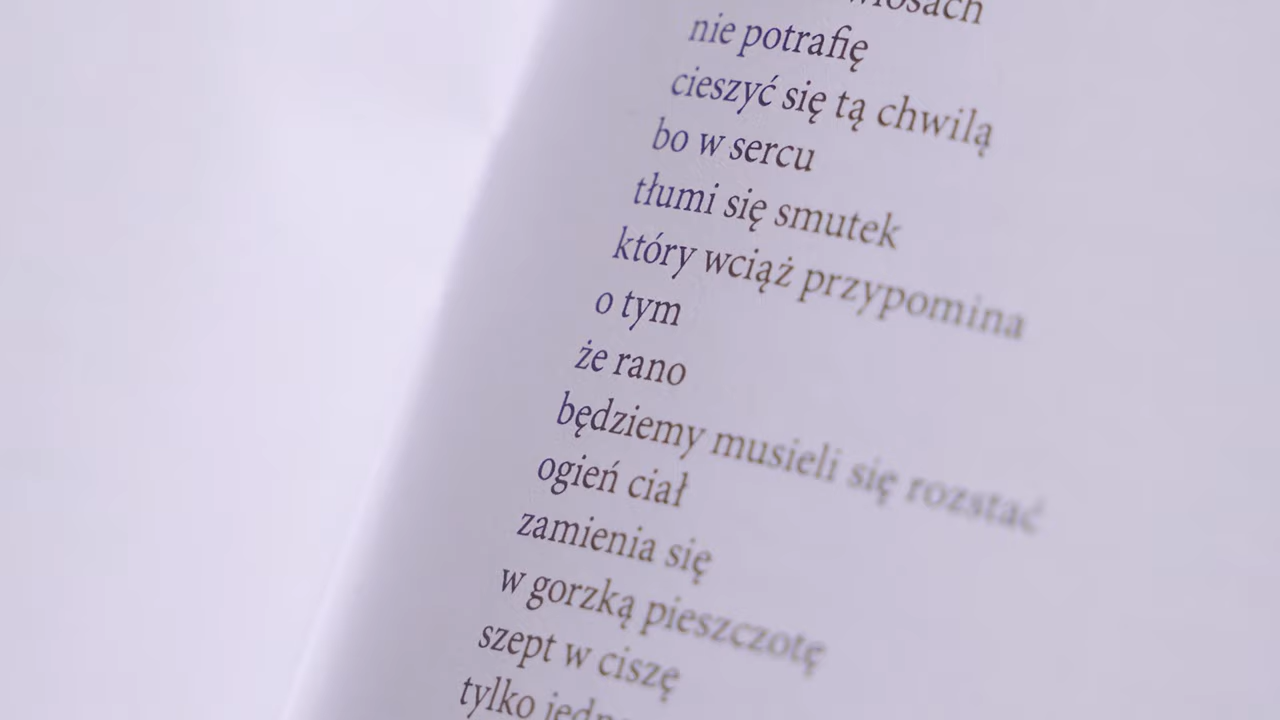 nie potrafię
cieszyć się tą chwilą
bo w sercu
tłumi się smutek
który wciąż przypomina
o tym
że rano
będziemy musieli się rozstać
ogień ciał
zamienia się
w gorzką pieszczotę
szept w ciszę
tylko